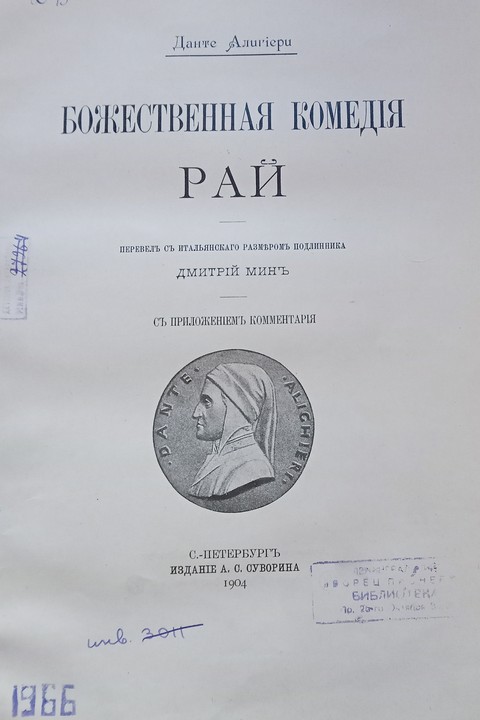 Данте Алигіери
БОЖЕСТВЕННАЯ КОМЕДІЯ
РАЙ
ПЕРЕВЕЛЪ СЪ ИТАЛЬЯНСКАГО РАЗМѢРОМЪ ПОДЛИННИКА
ДМИТРІЙ МИНЪ
СЪ ПРИЛОЖЕНІЕМЪ КОММЕНТАРІЯ
DANTE · ALIGHIERI
С.-ПЕТЕРБУРГЪ
ИЗДАНІЕ А. С. СУВОРИНА
1904
БИБЛИОТЕКА
инв. 3011
1966